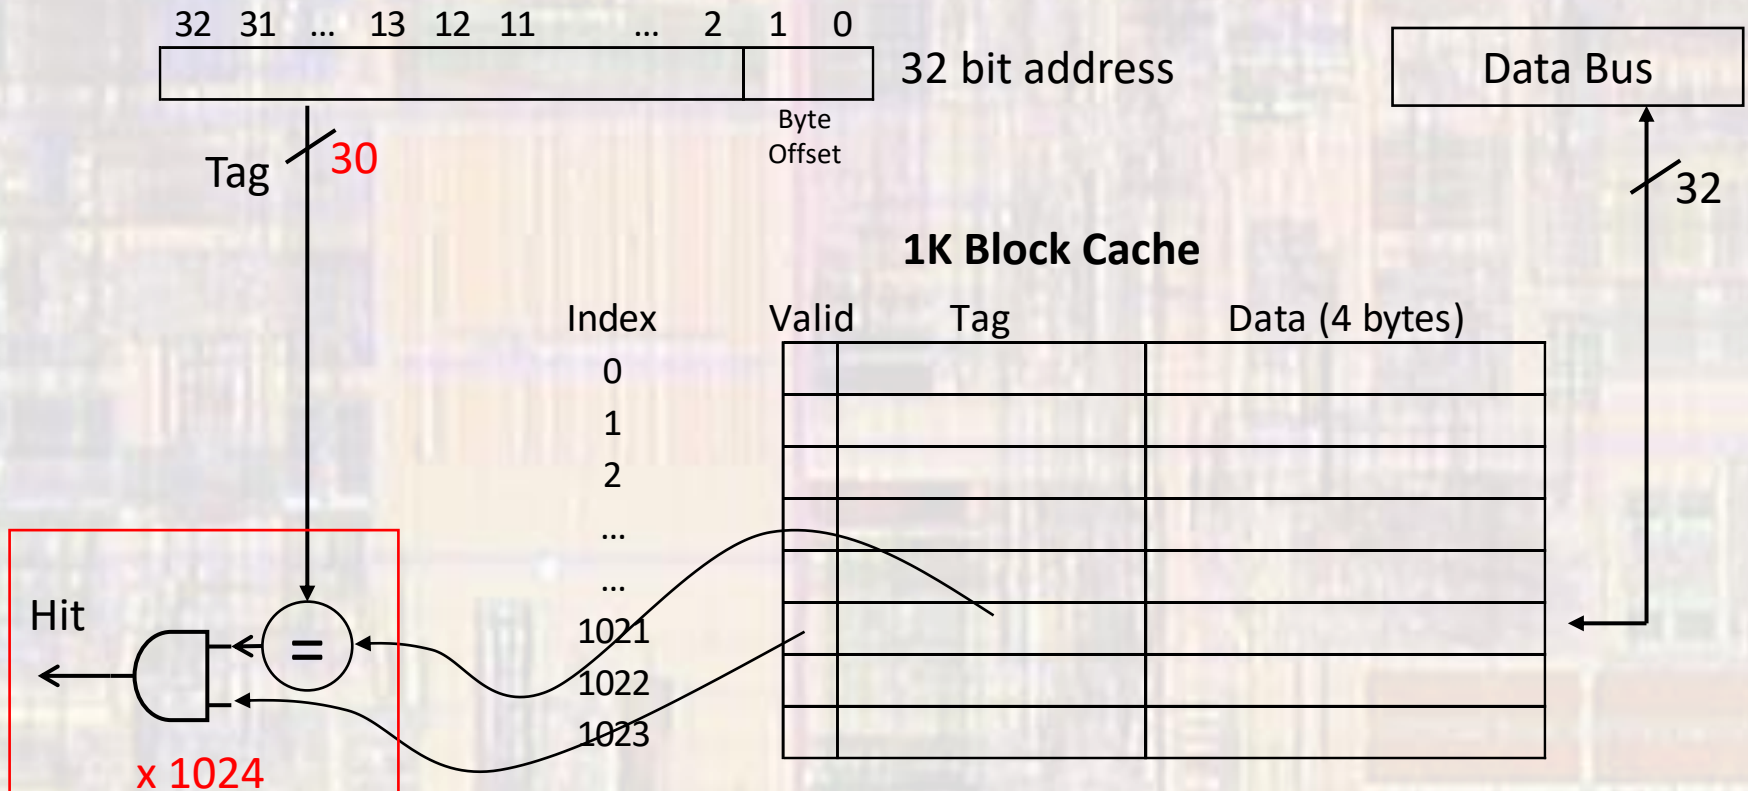 32 31 ... 13 12 11 ... 2 1 0
32 bit address
Data Bus
Byte
Offset
Tag
30
32
1K Block Cache
Index Valid Tag Data (4 bytes)
0
1
2
...
...
1021
1022
1023
Hit
=
x 1024